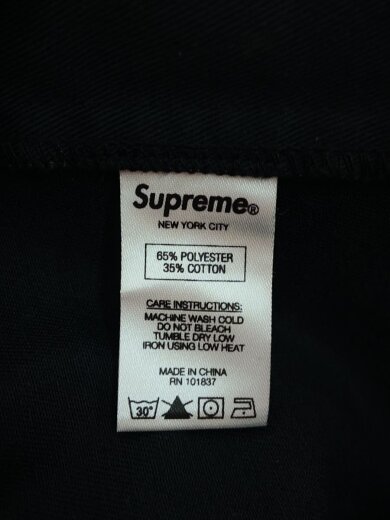 Supreme®
NEW YORK CITY
65% POLYESTER
35% COTTON
CARE INSTRUCTIONS:
MACHINE WASH COLD
DO NOT BLEACH
TUMBLE DRY LOW
IRON USING LOW HEAT
MADE IN CHINA
RN 101837
30°